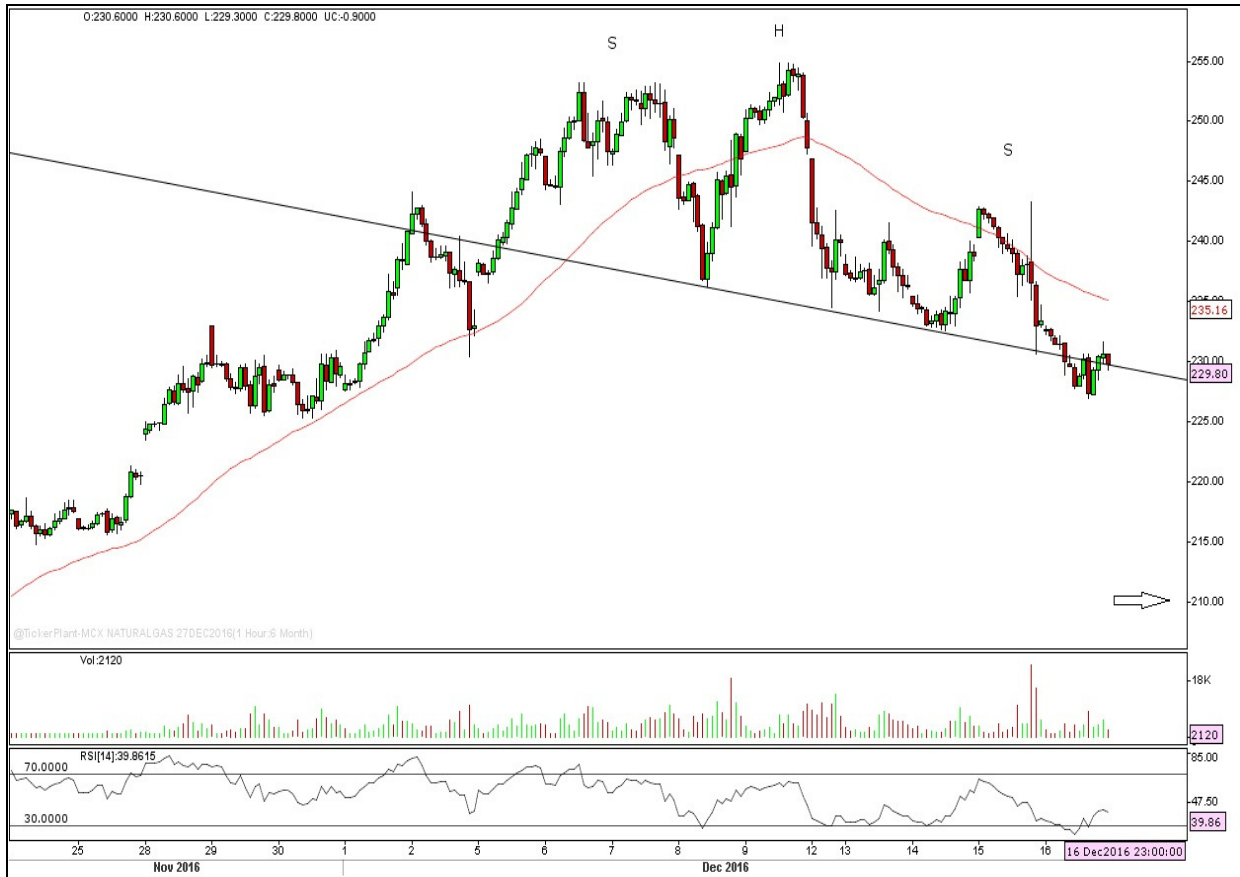 O:230.6000 H:230.6000 L:229.3000 C:229.8000 UC:-0.9000
S
H
S
255.00
250.00
245.00
240.00
235.16
230.00
229.80
225.00
220.00
215.00
210.00
@TickerPlant-MCX NATURALGAS 27DEC2016(1 Hour:6 Month)
Vol:2120
18K
2120
RSI[14]:39.8615
70.0000
30.0000
85.00
47.50
39.86
25 28 29 30 1 2 5 6 7 8 9 12 13 14 15 16 16 Dec2016 23:00:00
Nov 2016 Dec 2016